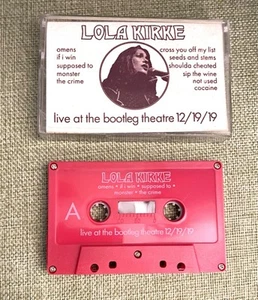 LOLA KIRKE
omens
if i win
supposed to
monster
the crime
cross you off my list
seeds and stems
shoulda cheated
sip the wine
not used
cocaine
live at the bootleg theatre 12/19/19
LOLA KIRKE
omens • if i win • supposed to •
monster • the crime
A
live at the bootleg theatre 12/19/19